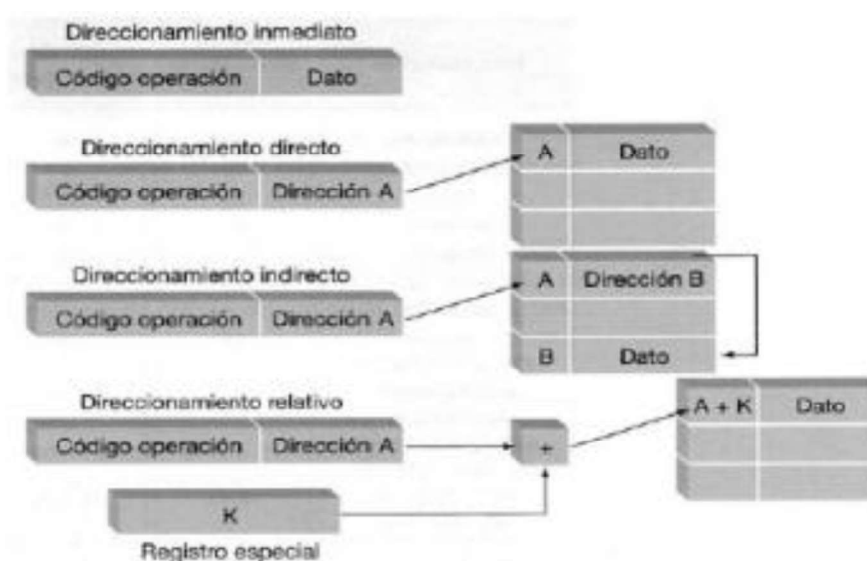 Direccionamiento inmediato
Código operación Dato
Direccionamiento directo
Código operación Dirección A
A Dato
Direccionamiento indirecto
Código operación Dirección A
A Dirección B
B Dato
Direccionamiento relativo
Código operación Dirección A
+
A + K Dato
K
Registro especial